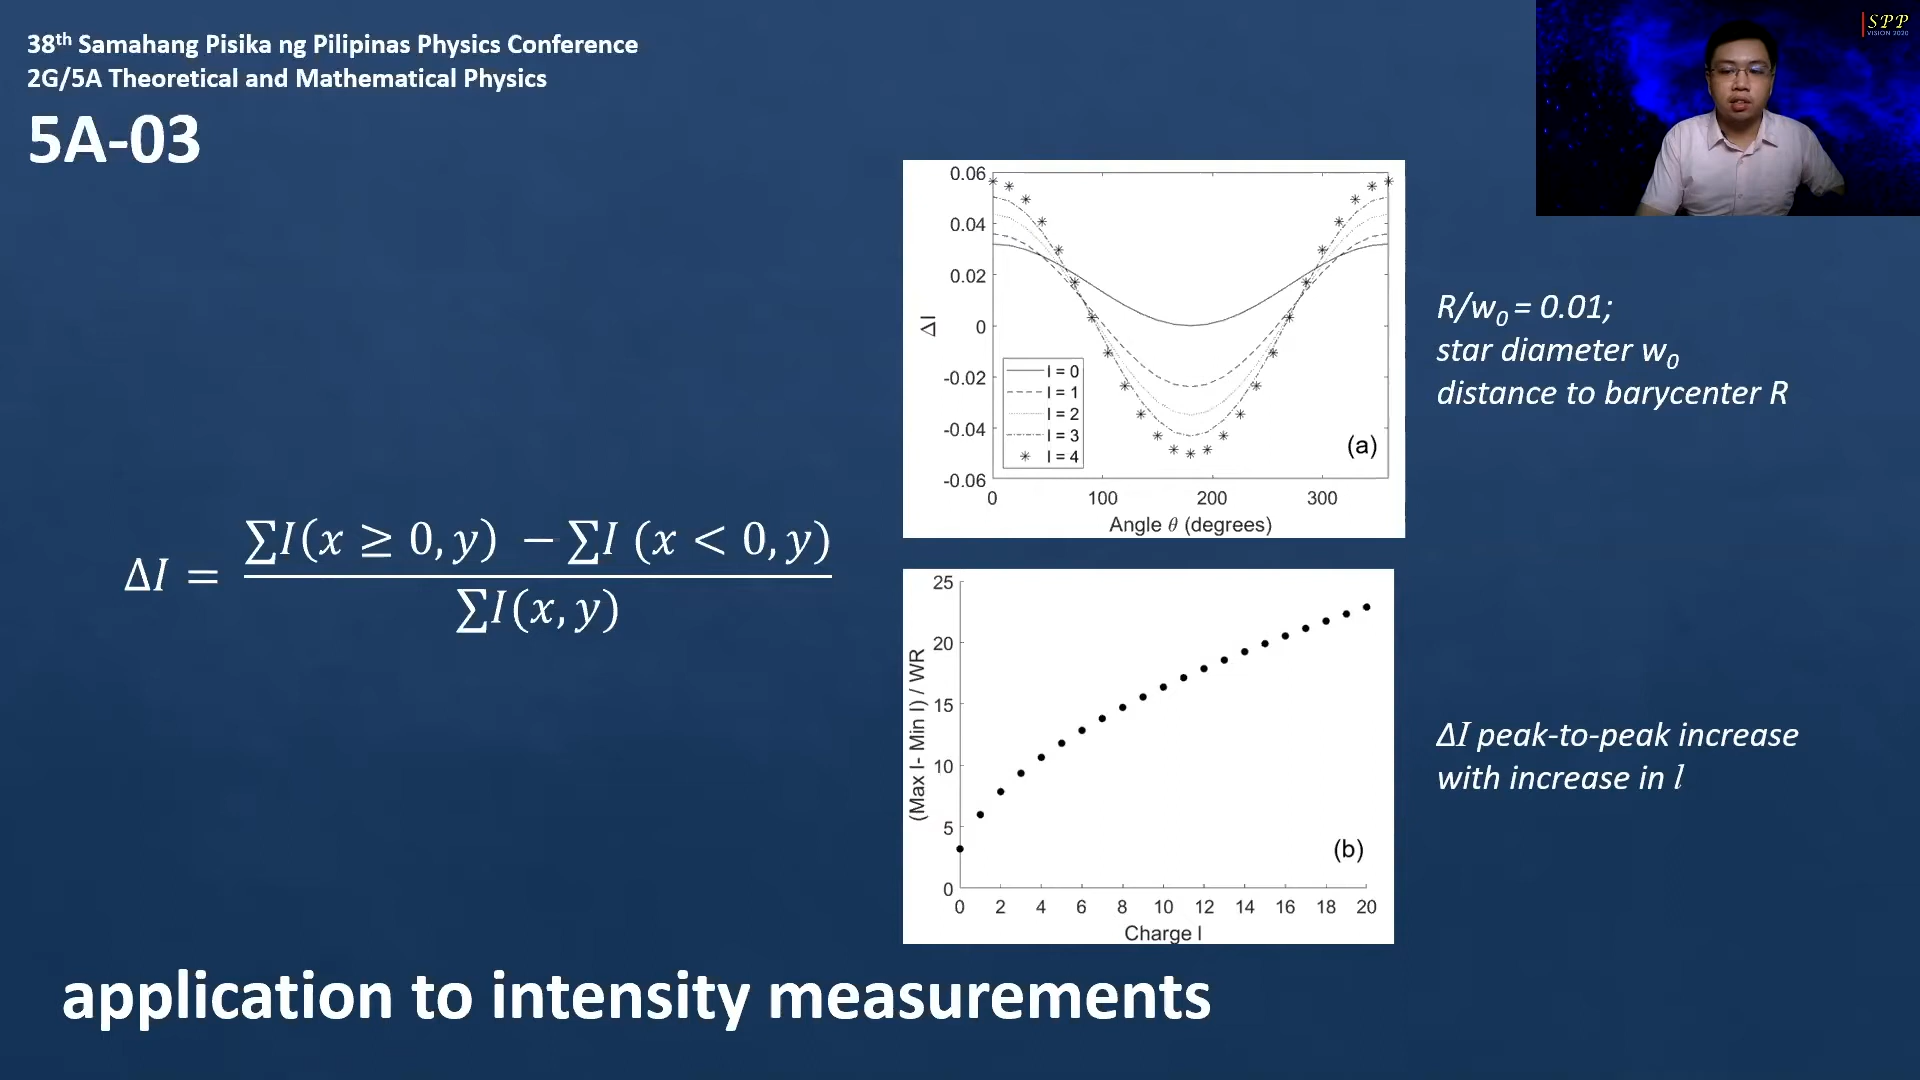 38th Samahang Pisika ng Pilipinas Physics Conference
2G/5A Theoretical and Mathematical Physics
5A-03
SPP
VISION 2020
ΔI = (∑I(x ≥ 0, y) − ∑I (x < 0, y)) / ∑I(x, y)
0.06
0.04
0.02
0
-0.02
-0.04
-0.06
ΔI
l = 0
l = 1
l = 2
l = 3
l = 4
(a)
0 100 200 300
Angle θ (degrees)
R/w0 = 0.01;
star diameter w0
distance to barycenter R
25
20
15
10
5
0
(Max I- Min I) / WR
(b)
0 2 4 6 8 10 12 14 16 18 20
Charge l
ΔI peak-to-peak increase
with increase in l
application to intensity measurements